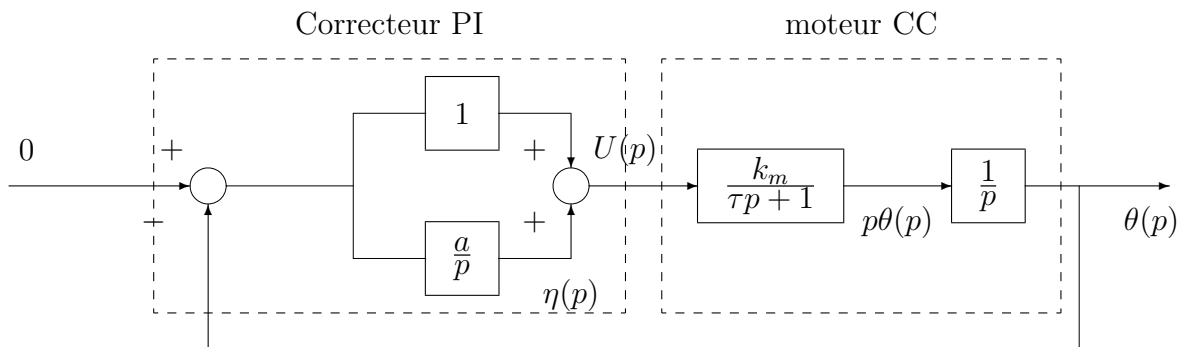 Correcteur PI
moteur CC
0
+
+
1
a/p
+
+
η(p)
U(p)
k_m/(τp + 1)
pθ(p)
1/p
θ(p)